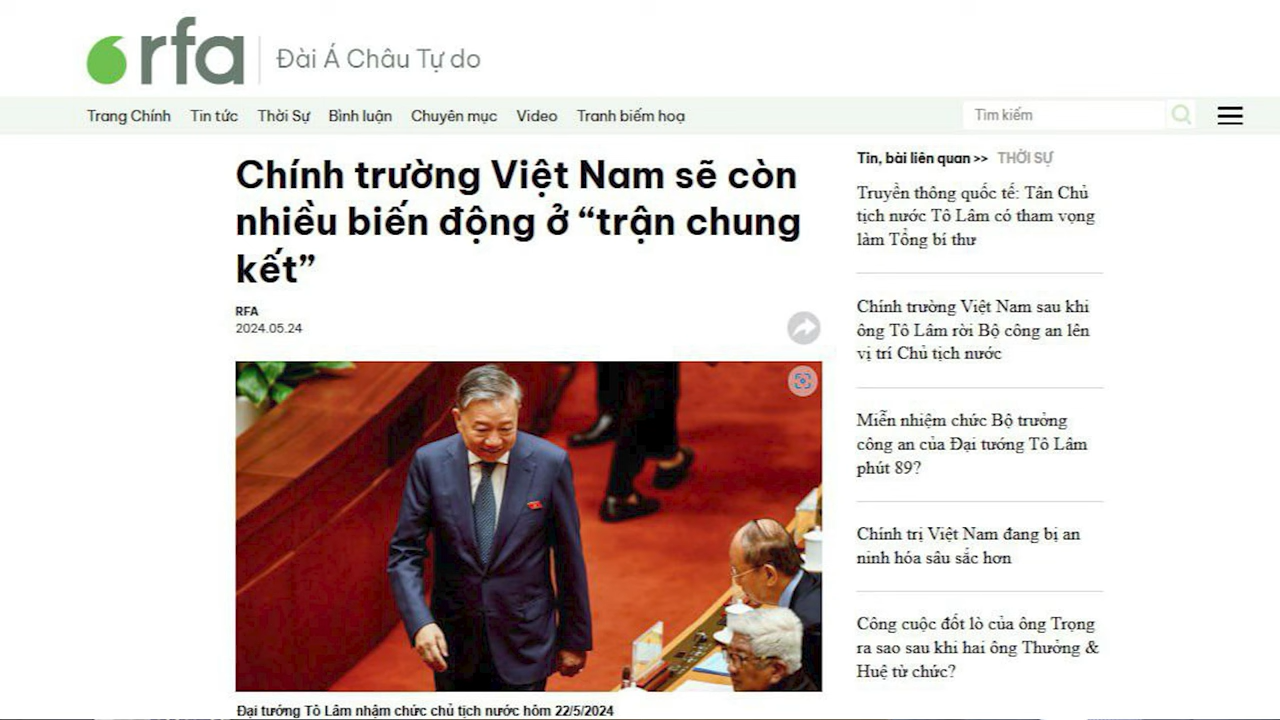 rfa
Đài Á Châu Tự do
Trang Chính Tin tức Thời Sự Bình luận Chuyên mục Video Tranh biếm hoạ
Tìm kiếm
Chính trường Việt Nam sẽ còn
nhiều biến động ở “trận chung
kết”
RFA
2024.05.24
Đại tướng Tô Lâm nhậm chức chủ tịch nước hôm 22/5/2024
Tin, bài liên quan >> THỜI SỰ
Truyền thông quốc tế: Tân Chủ
tịch nước Tô Lâm có tham vọng
làm Tổng bí thư
Chính trường Việt Nam sau khi
ông Tô Lâm rời Bộ công an lên
vị trí Chủ tịch nước
Miễn nhiệm chức Bộ trưởng
công an của Đại tướng Tô Lâm
phút 89?
Chính trị Việt Nam đang bị an
ninh hóa sâu sắc hơn
Công cuộc đốt lò của ông Trọng
ra sao sau khi hai ông Thưởng &
Huệ từ chức?